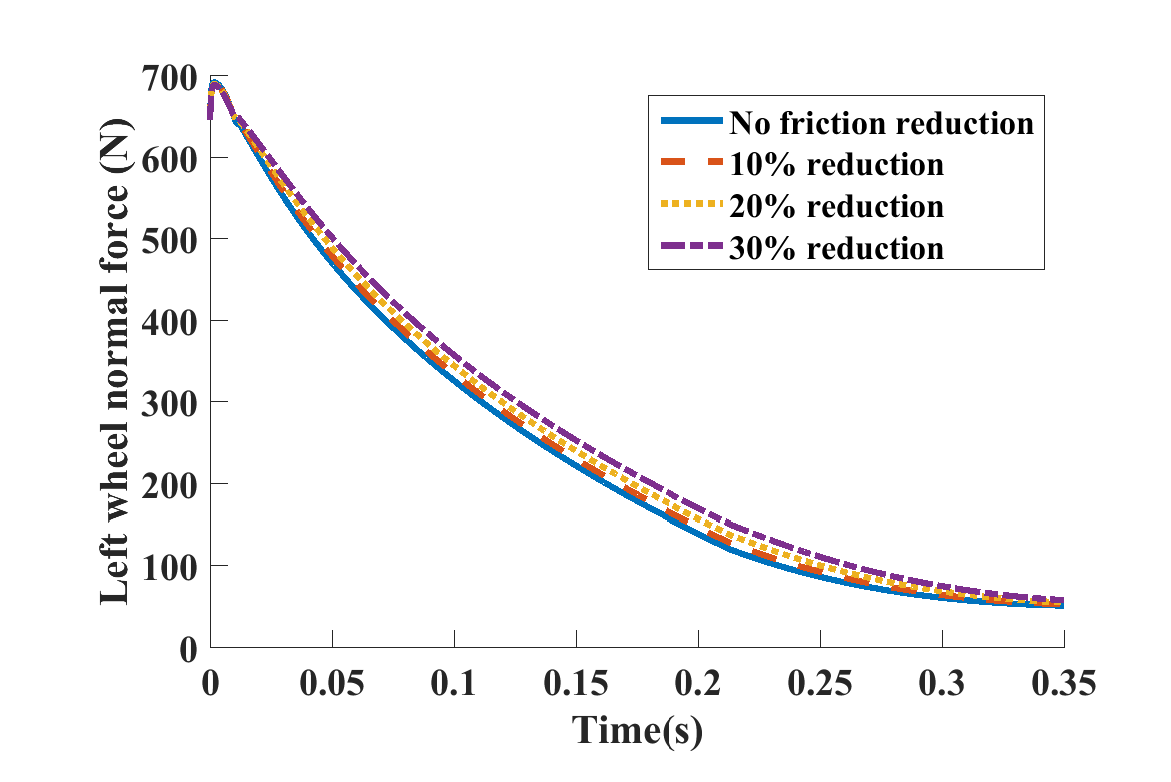 700
600
500
400
300
200
100
0
Left wheel normal force (N)
No friction reduction
10% reduction
20% reduction
30% reduction
0 0.05 0.1 0.15 0.2 0.25 0.3 0.35
Time(s)